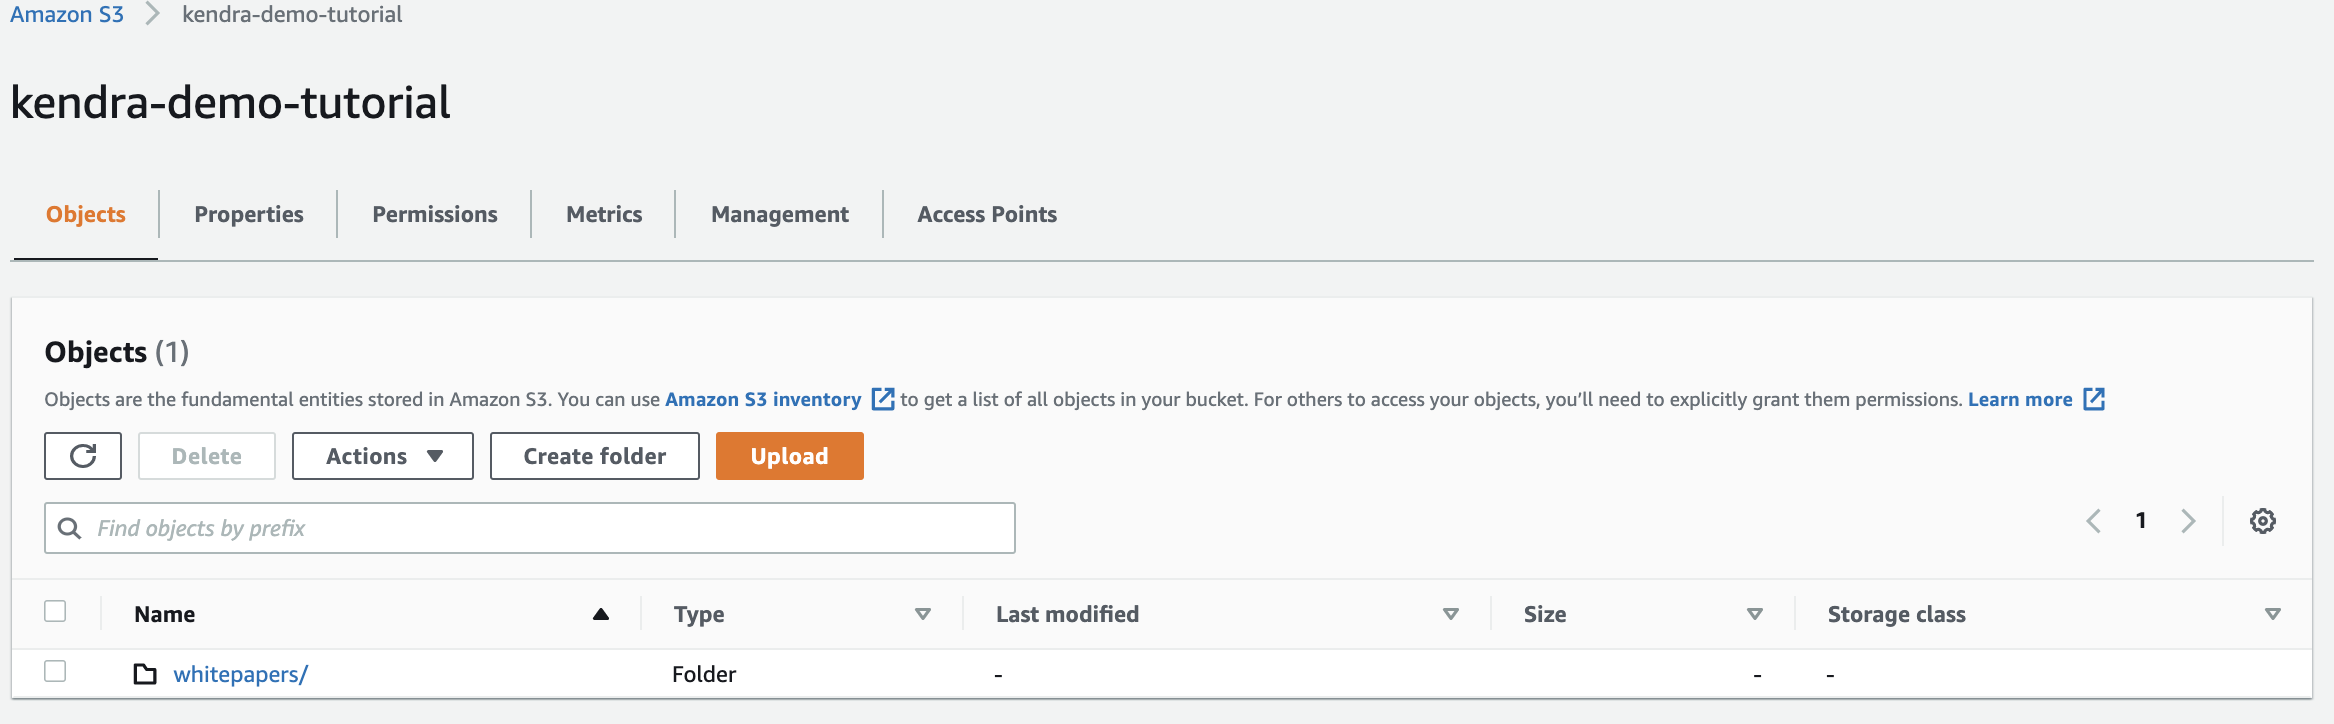 Amazon S3 kendra-demo-tutorial
kendra-demo-tutorial
Objects Properties Permissions Metrics Management Access Points
Objects (1)
Objects are the fundamental entities stored in Amazon S3. You can use Amazon S3 inventory to get a list of all objects in your bucket. For others to access your objects, you'll need to explicitly grant them permissions. Learn more
Delete Actions Create folder Upload
Find objects by prefix 1
Name Type Last modified Size Storage class
whitepapers/ Folder - - -